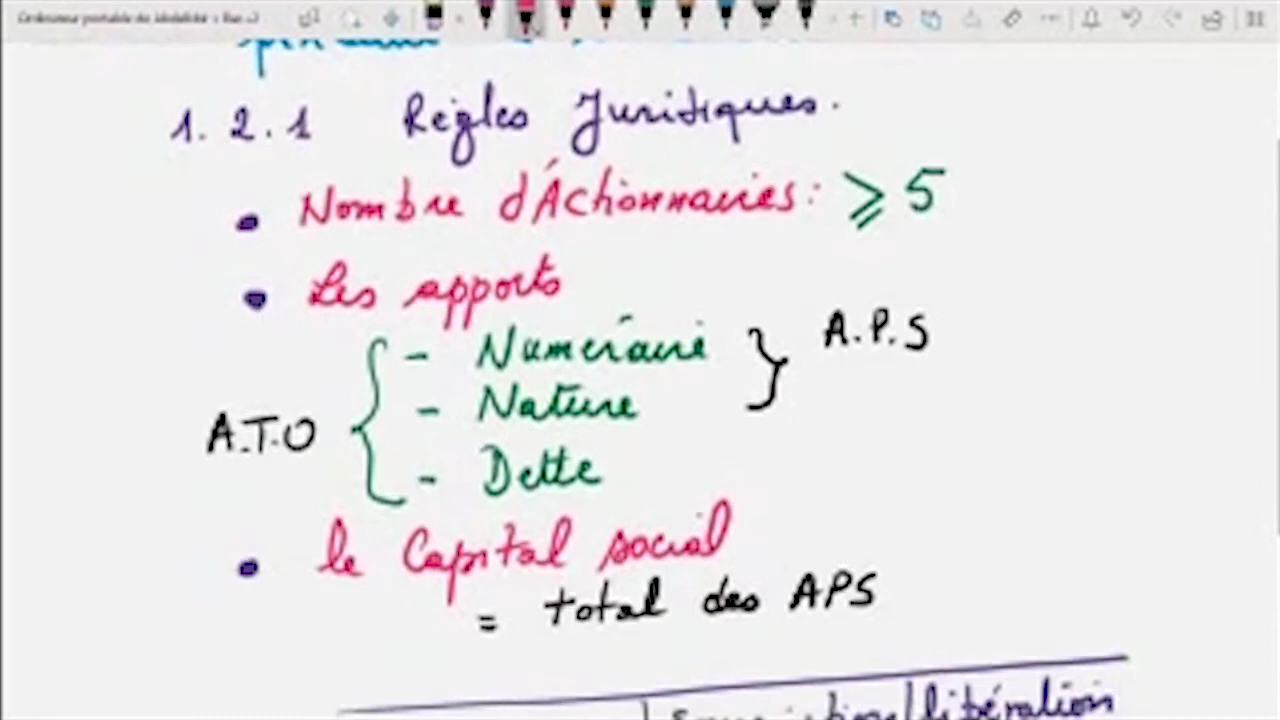 1.2.1 Règles Juridiques.
• Nombre d'Actionnaires : ⩾ 5
• Les apports
- Numéraire } A.P.S
- Nature
A.T.O { - Dette
• le Capital social
= total des APS
libération